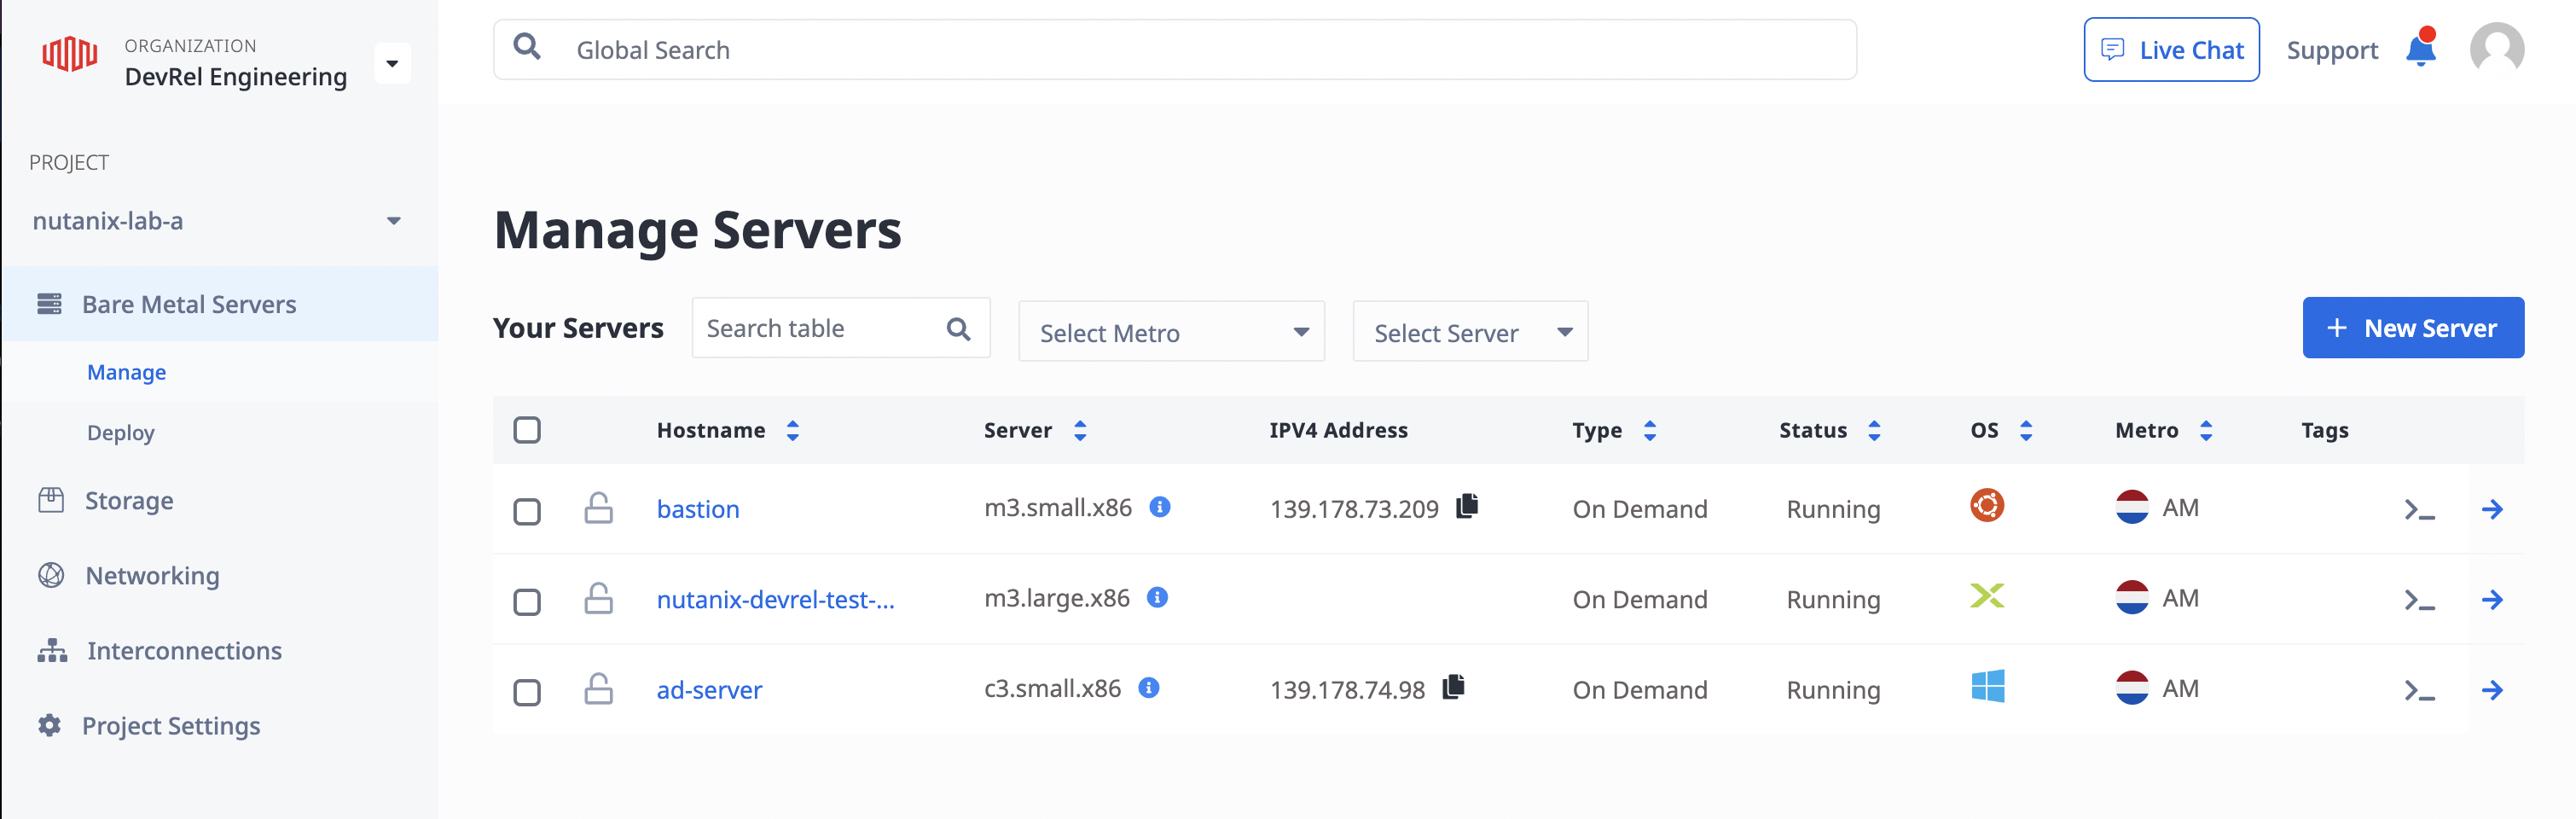 ORGANIZATION
DevRel Engineering
Global Search
Live Chat
Support
PROJECT
nutanix-lab-a
Bare Metal Servers
Manage
Deploy
Storage
Networking
Interconnections
Project Settings
Manage Servers
Your Servers
Search table
Select Metro
Select Server
+ New Server
Hostname Server IPV4 Address Type Status OS Metro Tags
bastion m3.small.x86 139.178.73.209 On Demand Running AM
nutanix-devrel-test-... m3.large.x86 On Demand Running AM
ad-server c3.small.x86 139.178.74.98 On Demand Running AM